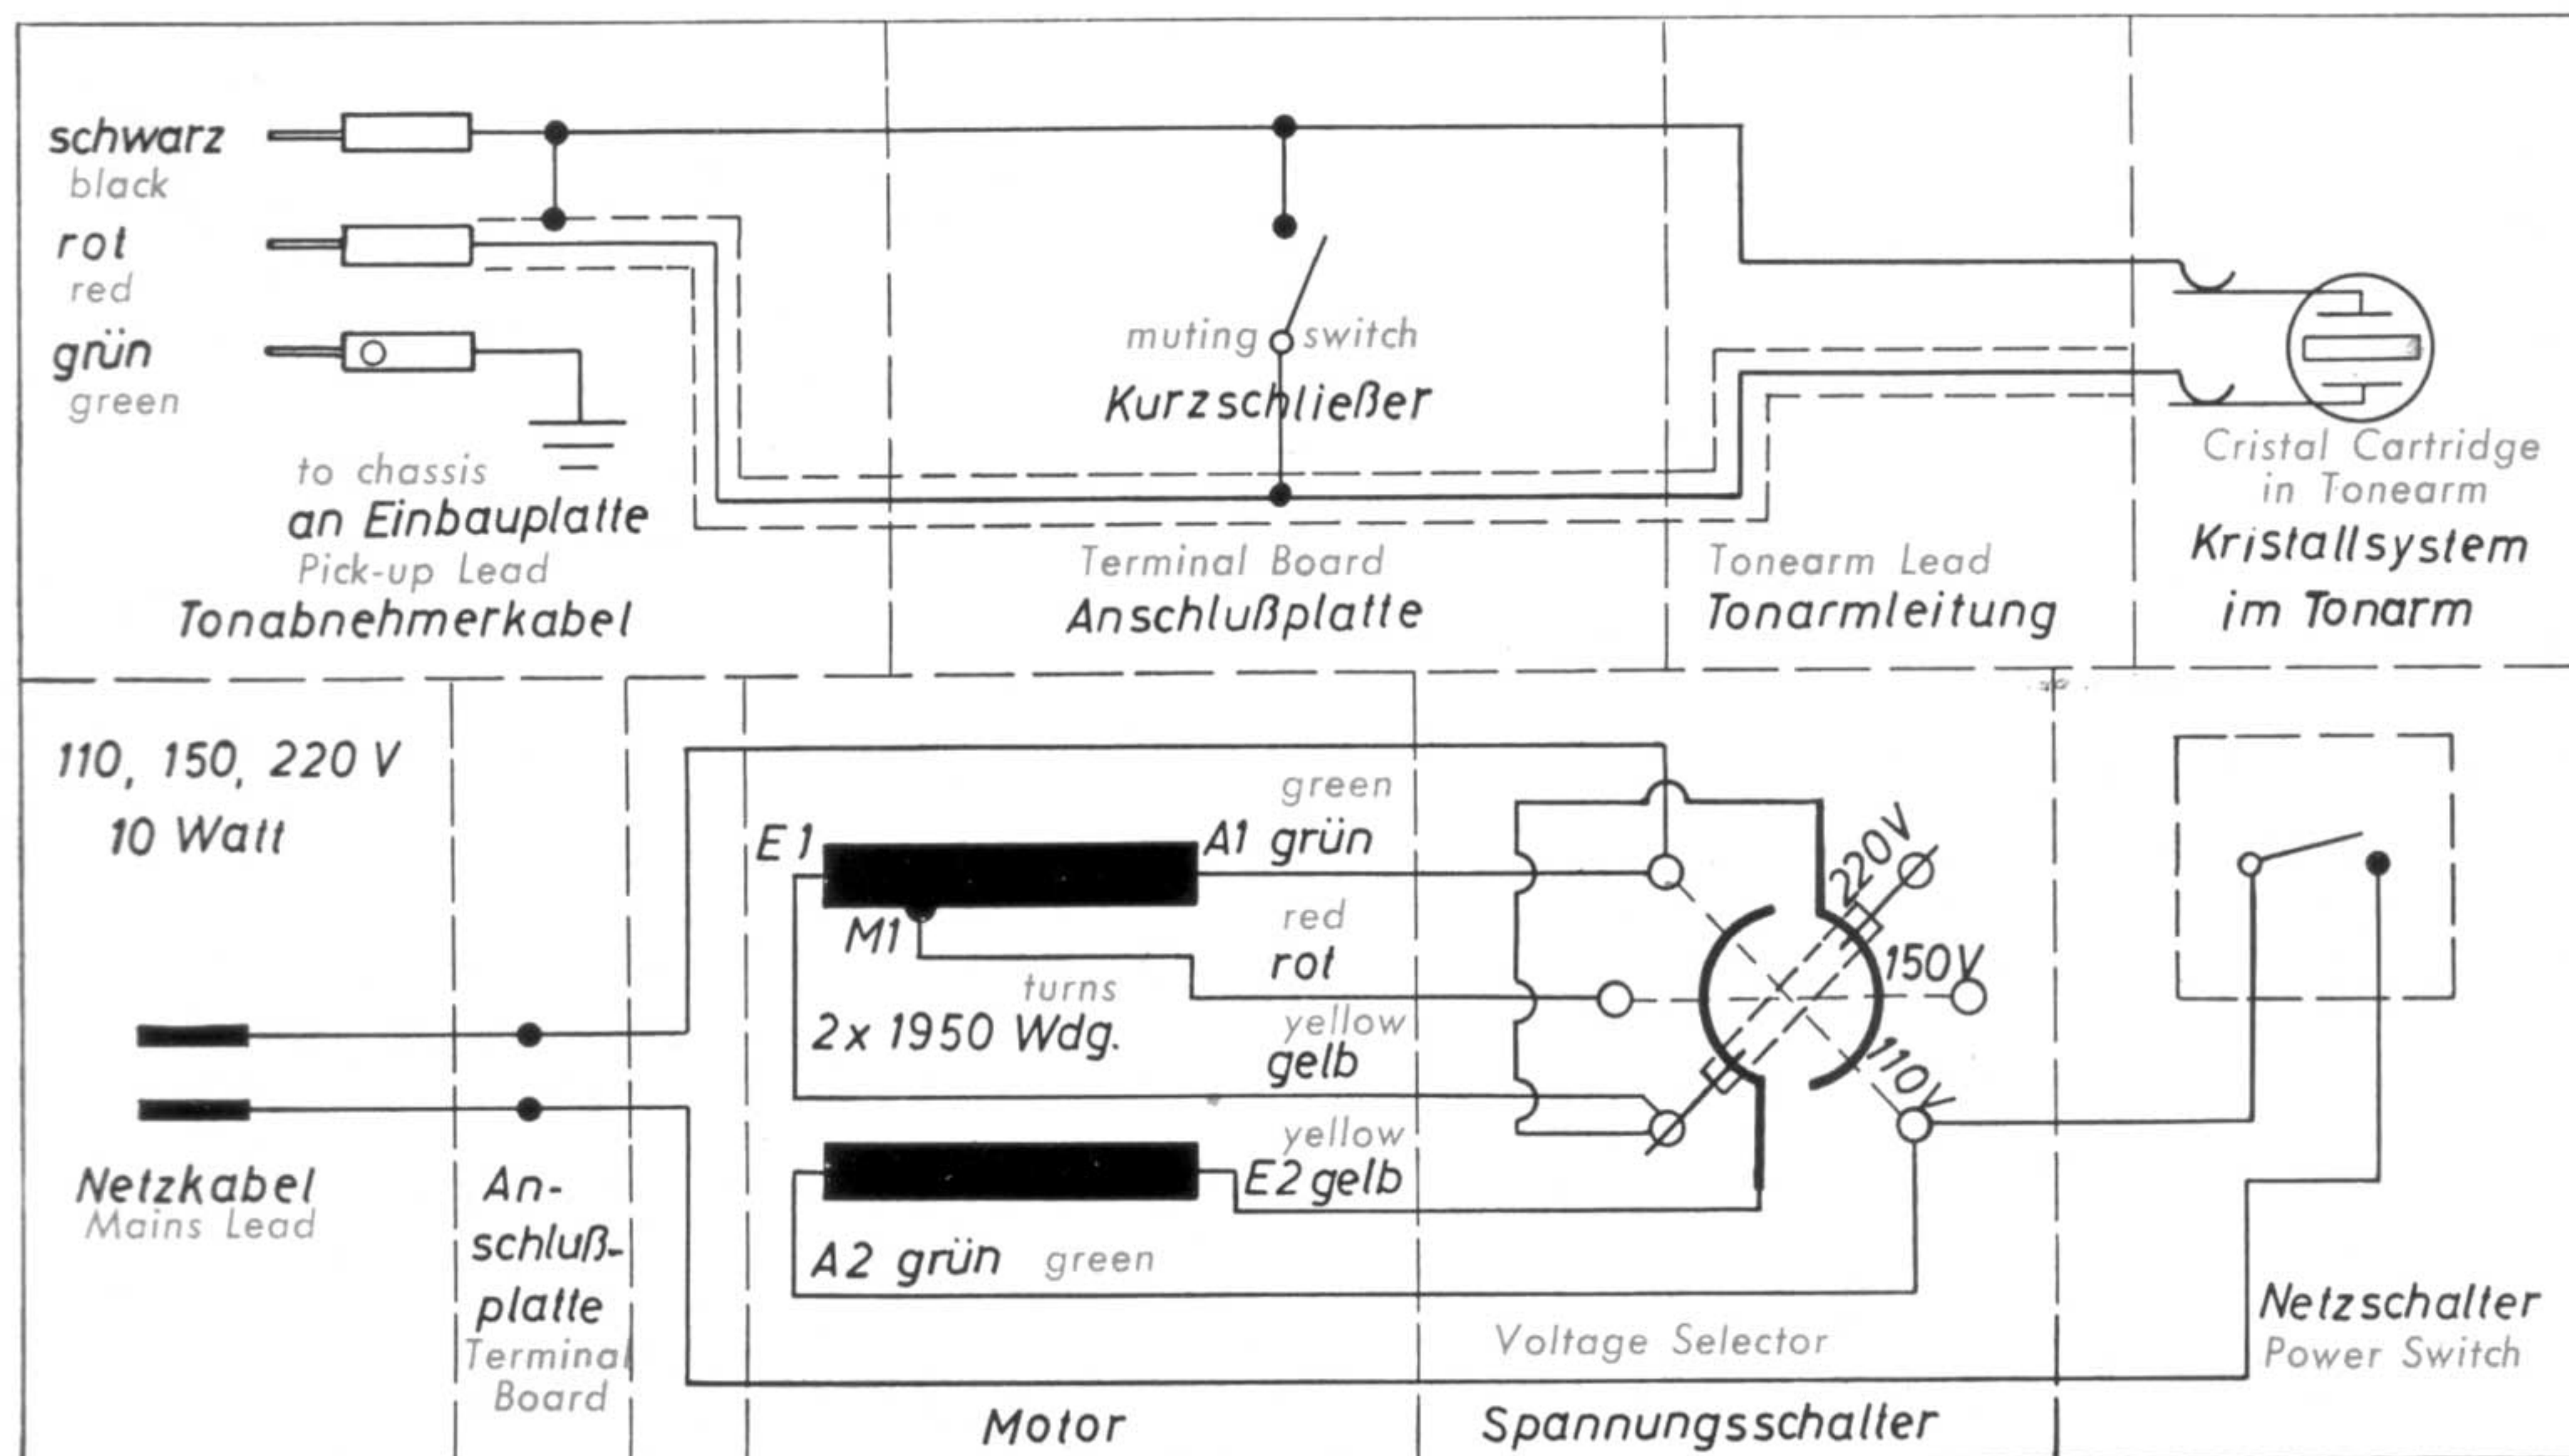 schwarz
black
rot
red
grün
green
to chassis
an Einbauplatte
Pick-up Lead
Tonabnehmerkabel
muting switch
Kurzschließer
Terminal Board
Anschlußplatte
Tonearm Lead
Tonarmleitung
Cristal Cartridge
in Tonearm
Kristallsystem
im Tonarm
110, 150, 220 V
10 Watt
Netzkabel
Mains Lead
An-
schluß-
platte
Terminal
Board
E1
green
A1 grün
M1
red
rot
turns
2x 1950 Wdg.
yellow
gelb
yellow
E2 gelb
A2 grün green
Motor
220V
150V
110V
Voltage Selector
Spannungsschalter
Netzschalter
Power Switch